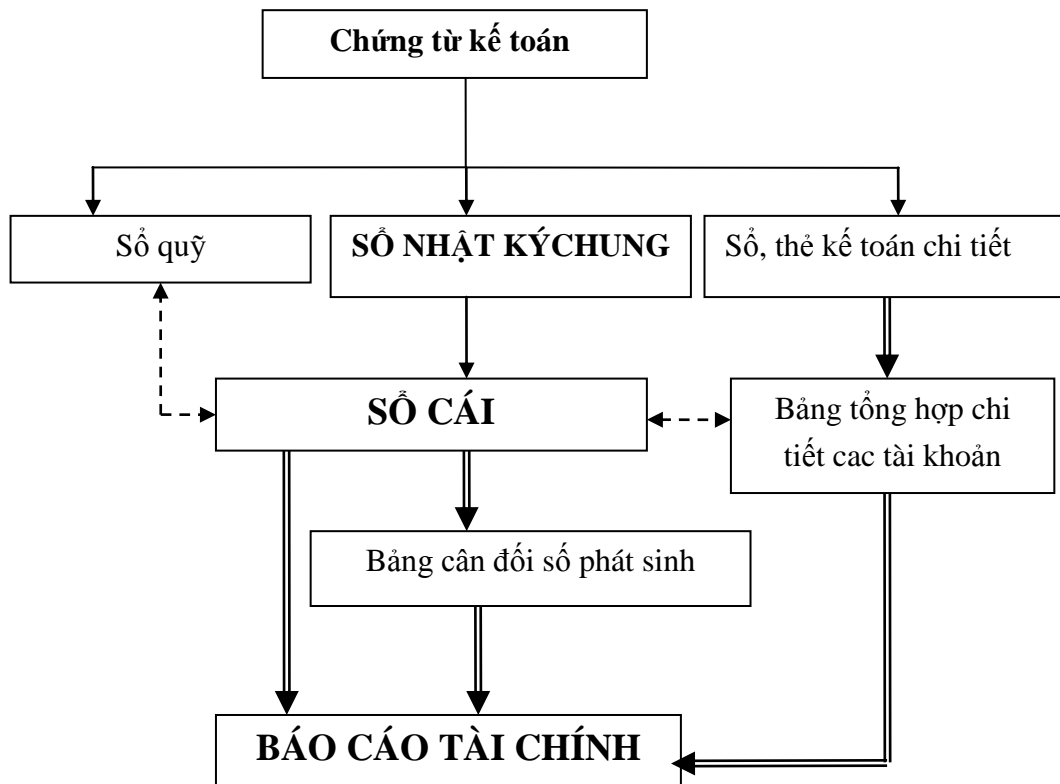 Chứng từ kế toán
Sổ quỹ
SỔ NHẬT KÝCHUNG
Sổ, thẻ kế toán chi tiết
SỔ CÁI
Bảng tổng hợp chi
tiết cac tài khoản
Bảng cân đối số phát sinh
BÁO CÁO TÀI CHÍNH